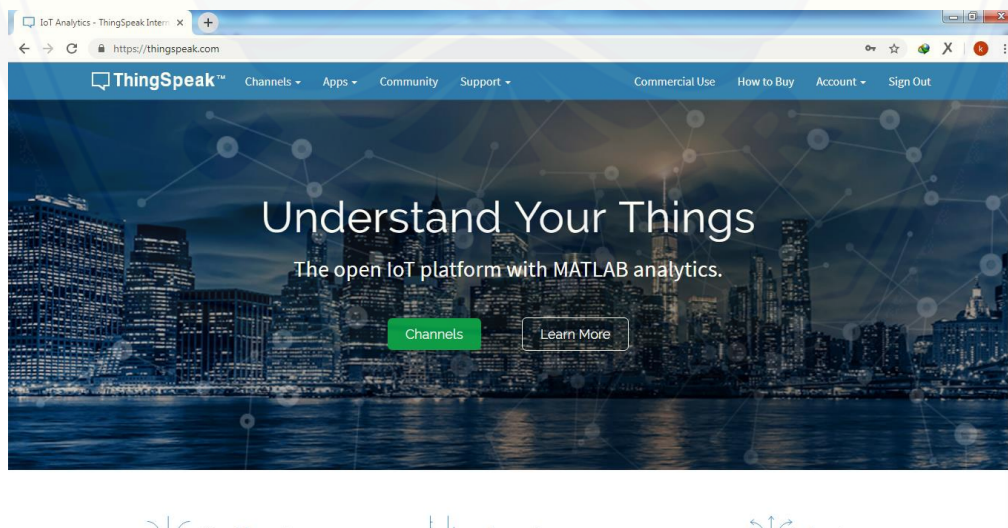 IoT Analytics - ThingSpeak Intern
https://thingspeak.com
ThingSpeak™ Channels Apps Community Support Commercial Use How to Buy Account Sign Out
Understand Your Things
The open IoT platform with MATLAB analytics.
Channels Learn More